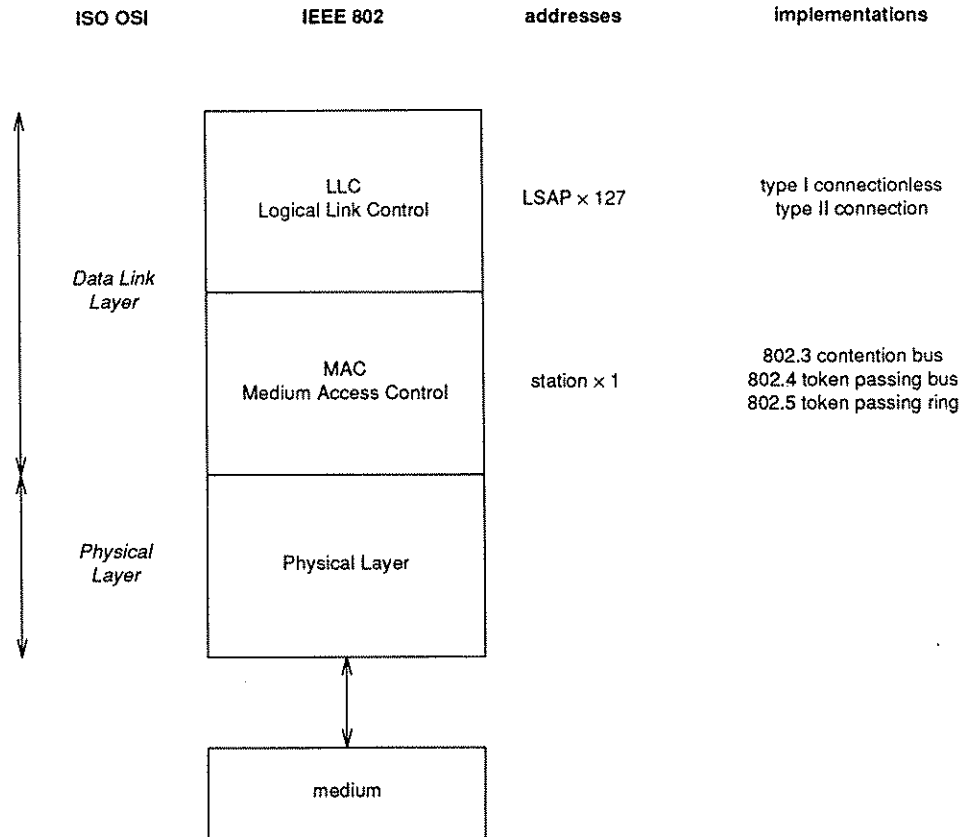 ISO OSI IEEE 802 addresses implementations
LLC
Logical Link Control
LSAP × 127
type I connectionless
type II connection
Data Link
Layer
MAC
Medium Access Control
station × 1
802.3 contention bus
802.4 token passing bus
802.5 token passing ring
Physical
Layer
Physical Layer
medium